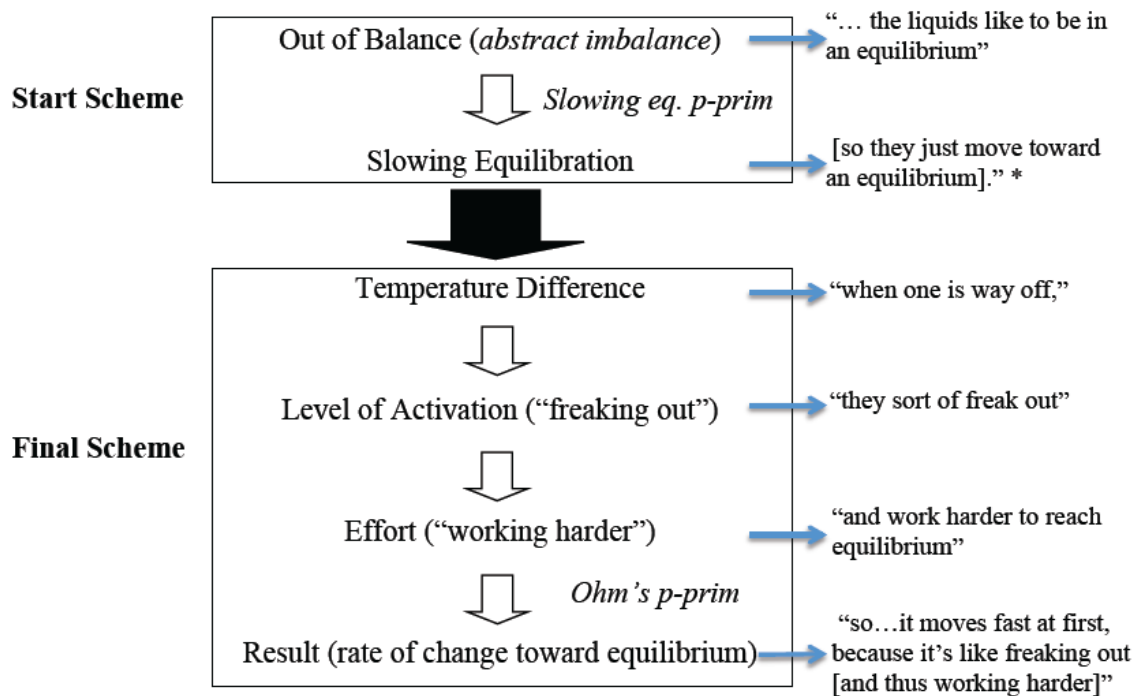 Out of Balance (abstract imbalance)
"… the liquids like to be in
an equilibrium"
Start Scheme
Slowing eq. p-prim
Slowing Equilibration
[so they just move toward
an equilibrium]." *
Temperature Difference
"when one is way off,"
Level of Activation ("freaking out")
"they sort of freak out"
Final Scheme
Effort ("working harder")
"and work harder to reach
equilibrium"
Ohm's p-prim
Result (rate of change toward equilibrium)
"so…it moves fast at first,
because it's like freaking out
[and thus working harder]"